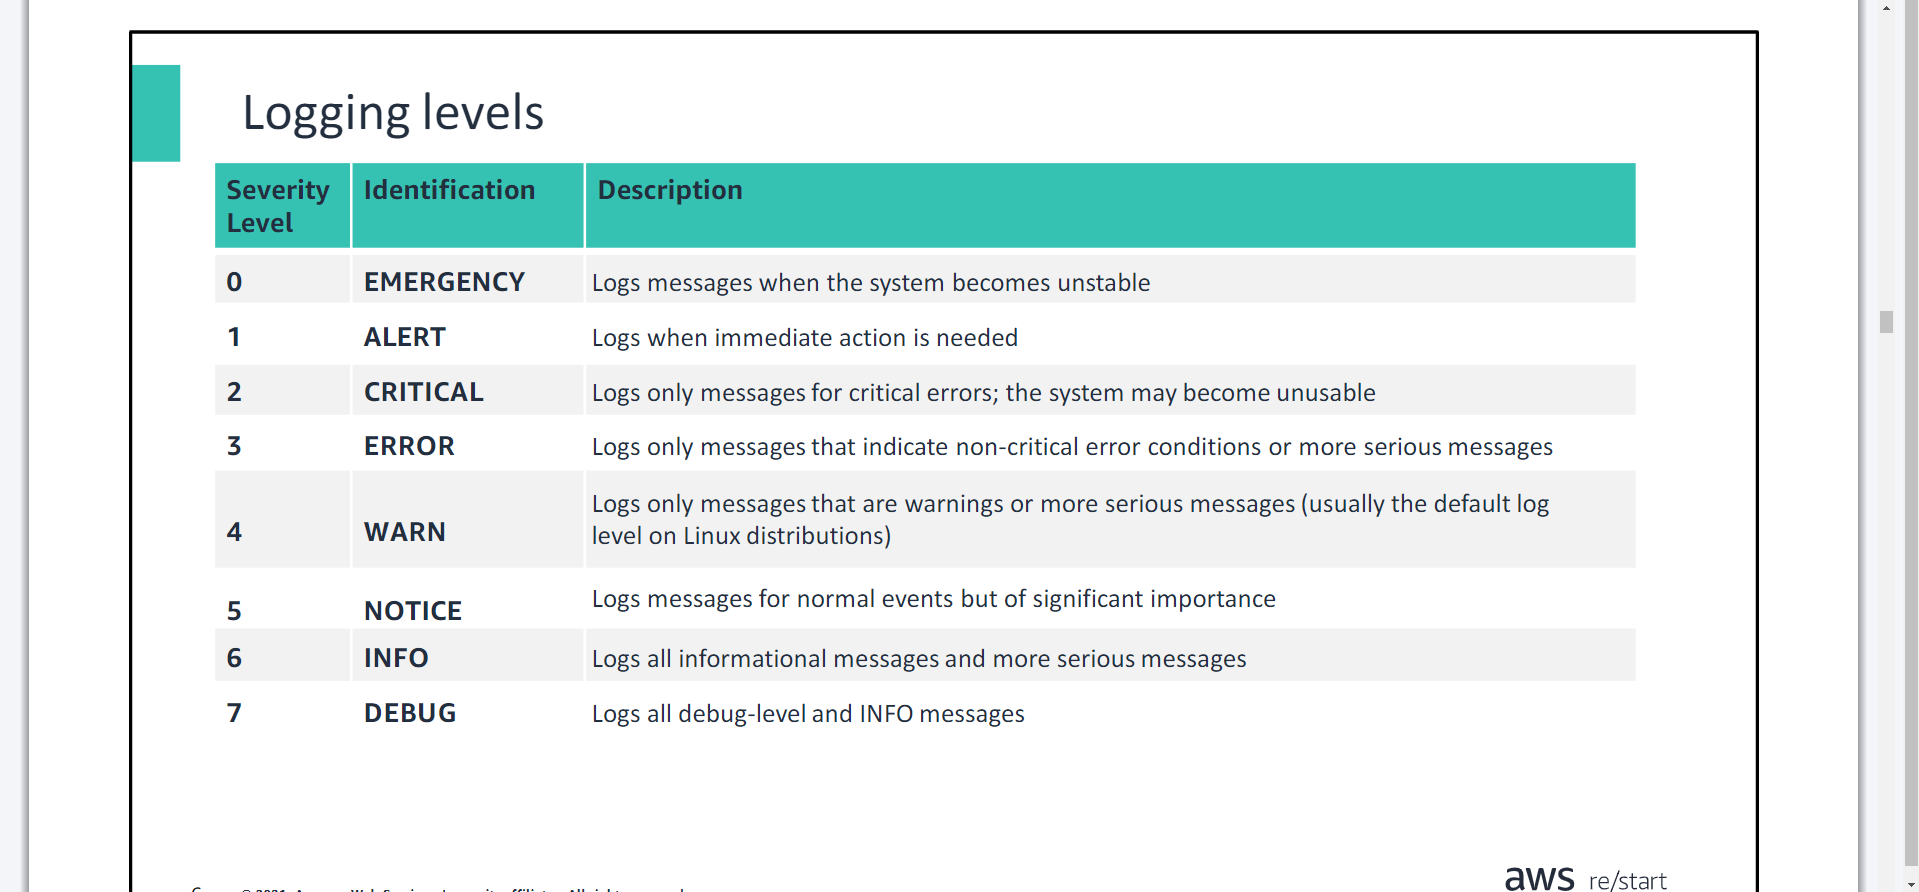 Logging levels
Severity Level Identification Description
0 EMERGENCY Logs messages when the system becomes unstable
1 ALERT Logs when immediate action is needed
2 CRITICAL Logs only messages for critical errors; the system may become unusable
3 ERROR Logs only messages that indicate non-critical error conditions or more serious messages
4 WARN Logs only messages that are warnings or more serious messages (usually the default log
level on Linux distributions)
5 NOTICE Logs messages for normal events but of significant importance
6 INFO Logs all informational messages and more serious messages
7 DEBUG Logs all debug-level and INFO messages
aws re/start